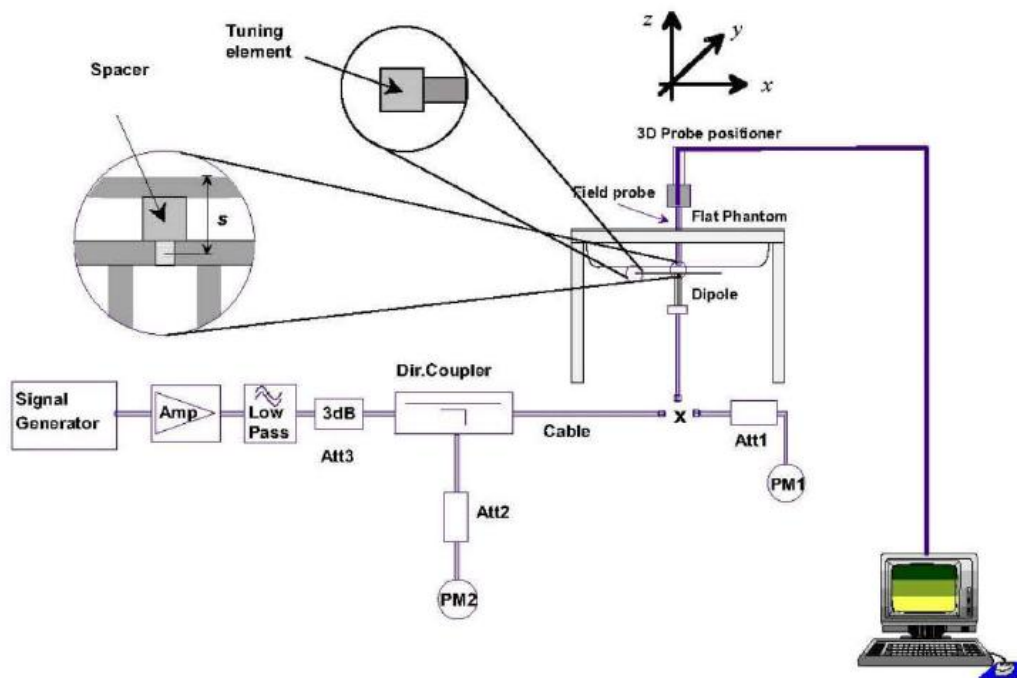 Tuning
element
Spacer
s
z
y
x
3D Probe positioner
Field probe
Flat Phantom
Dipole
Dir.Coupler
Signal
Generator
Amp
Low
Pass
3dB
Att3
Cable
x
Att1
PM1
Att2
PM2